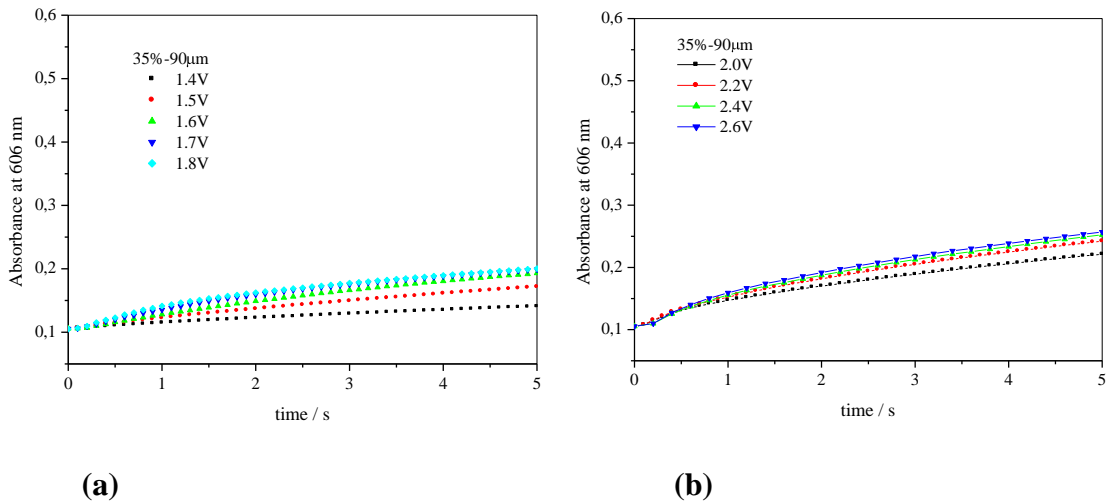 0,6
0,5
0,4
0,3
0,2
0,1
Absorbance at 606 nm
35%-90μm
1.4V
1.5V
1.6V
1.7V
1.8V
0 1 2 3 4 5
time / s
(a)
0,6
0,5
0,4
0,3
0,2
0,1
Absorbance at 606 nm
35%-90μm
2.0V
2.2V
2.4V
2.6V
0 1 2 3 4 5
time / s
(b)